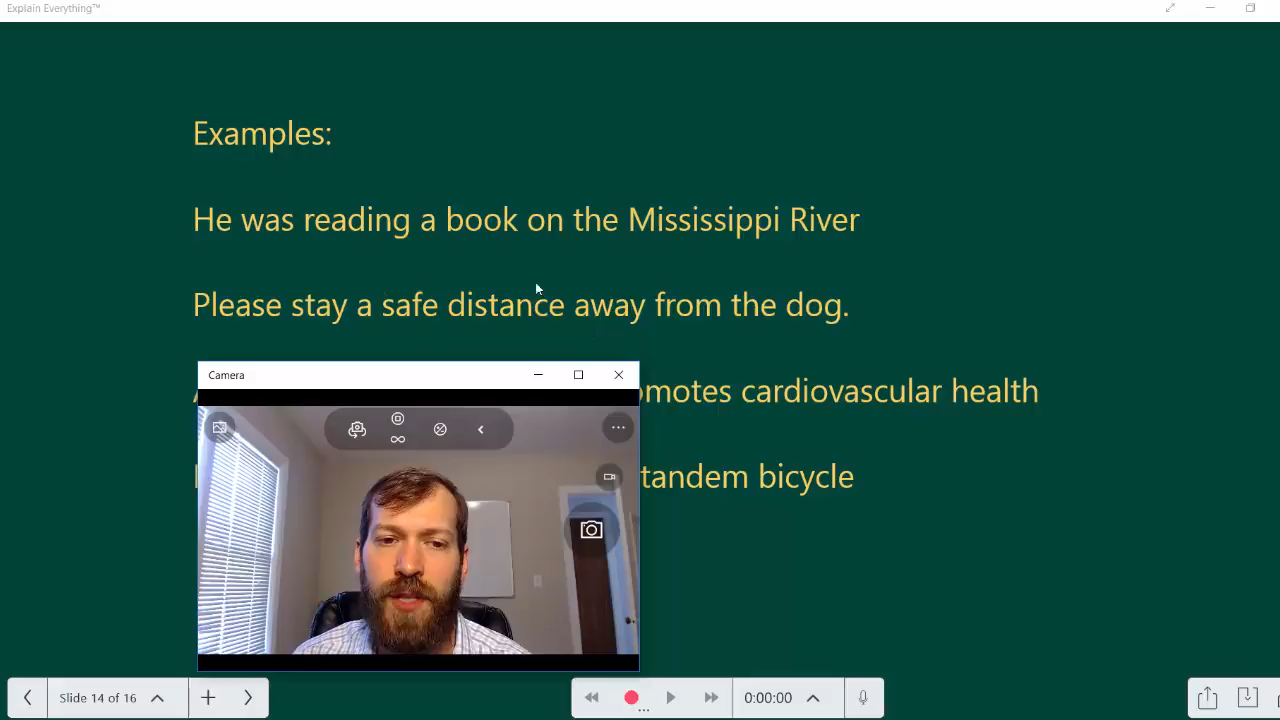 Explain Everything™
Examples:
He was reading a book on the Mississippi River
Please stay a safe distance away from the dog.
Camera
cardiovascular health
tandem bicycle
Slide 14 of 16
0:00:00